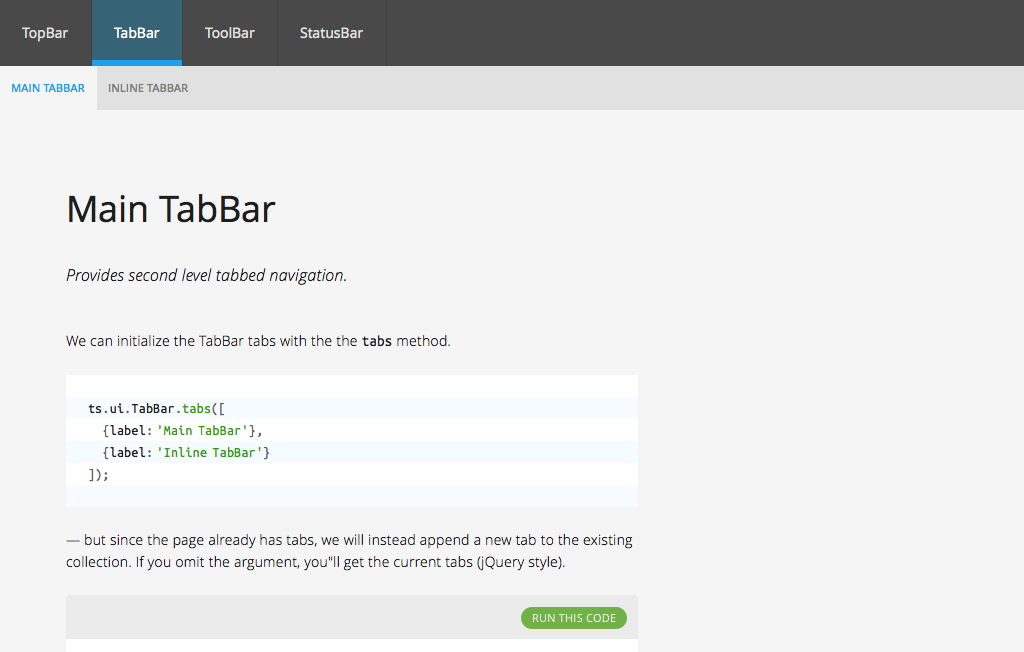 TopBar TabBar ToolBar StatusBar
MAIN TABBAR INLINE TABBAR
Main TabBar
Provides second level tabbed navigation.
We can initialize the TabBar tabs with the the tabs method.
ts.ui.TabBar.tabs([
  {label: 'Main TabBar'},
  {label: 'Inline TabBar'}
]);
— but since the page already has tabs, we will instead append a new tab to the existing
collection. If you omit the argument, you"ll get the current tabs (jQuery style).
RUN THIS CODE